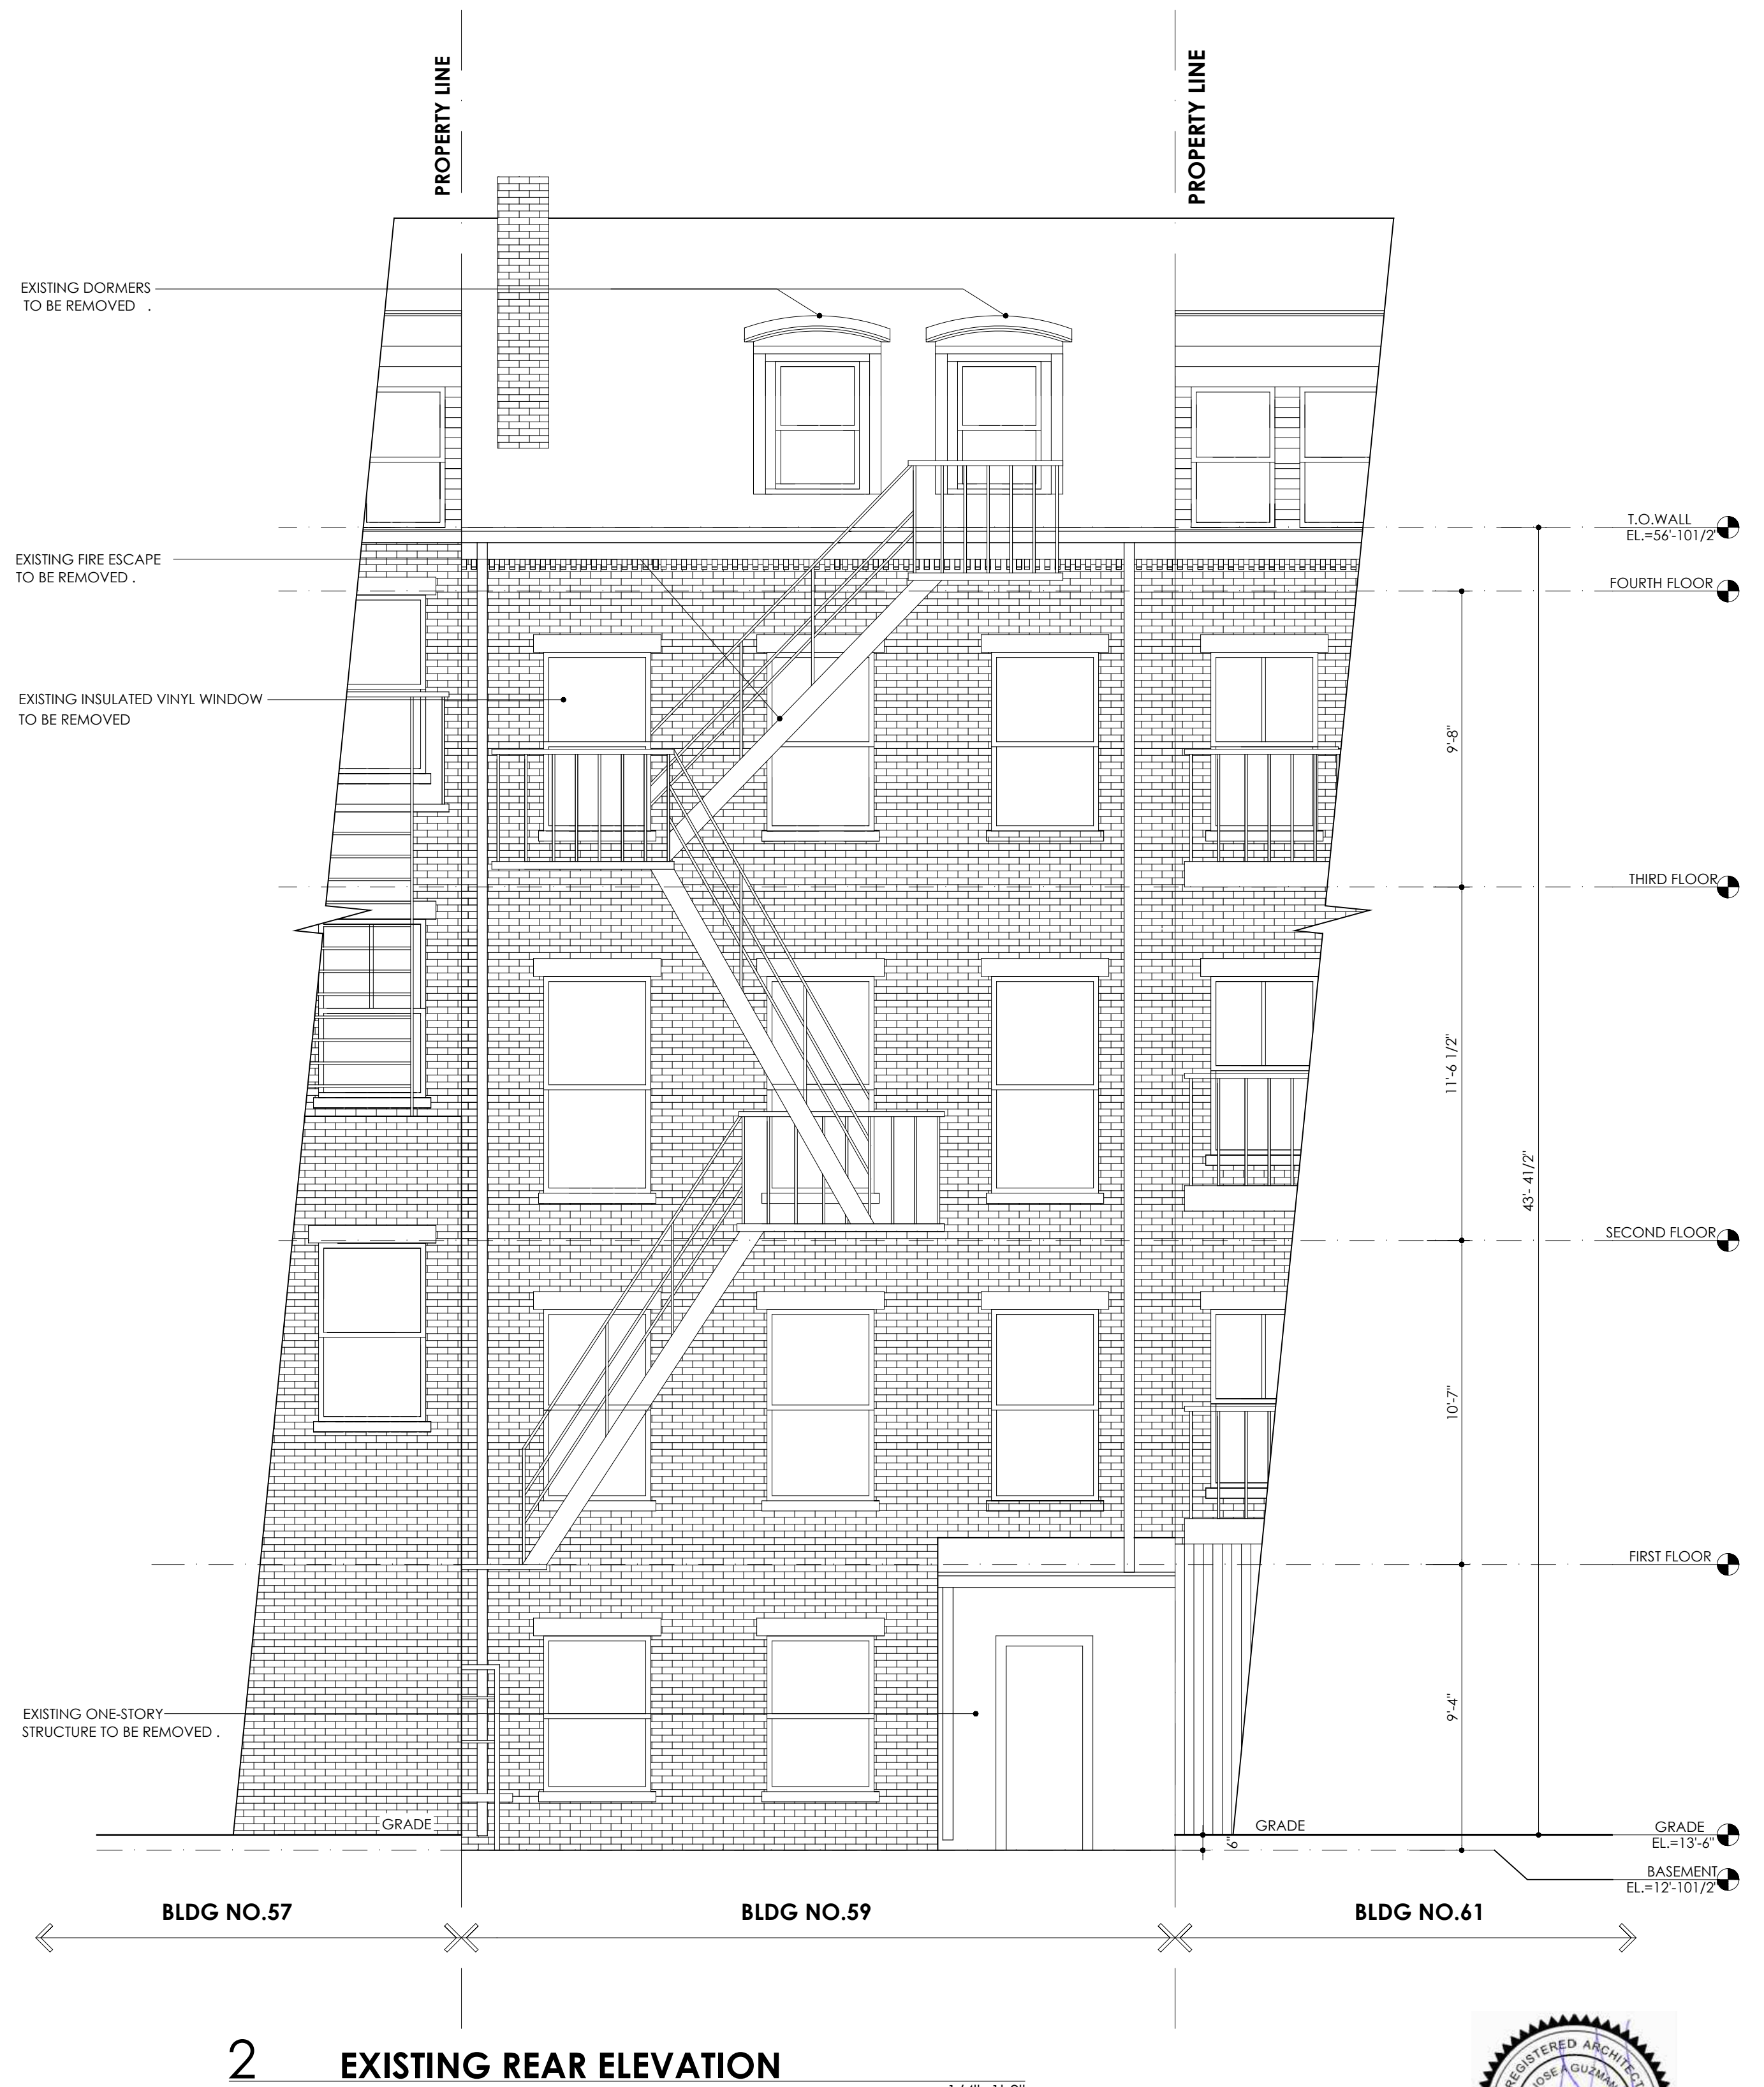 PROPERTY LINE
PROPERTY LINE
EXISTING DORMERS
TO BE REMOVED .
T.O.WALL
EL.=56'-101/2"
EXISTING FIRE ESCAPE
TO BE REMOVED .
FOURTH FLOOR
EXISTING INSULATED VINYL WINDOW
TO BE REMOVED
9'-8"
THIRD FLOOR
11'-6 1/2"
43'- 41/2"
SECOND FLOOR
10'-7"
FIRST FLOOR
9'-4"
EXISTING ONE-STORY
STRUCTURE TO BE REMOVED .
GRADE
GRADE
GRADE
EL.=13'-6"
6"
BASEMENT
EL.=12'-101/2"
BLDG NO.57
BLDG NO.59
BLDG NO.61
2 EXISTING REAR ELEVATION
REGISTERED ARCHITECT
JOSE A GUZMAN